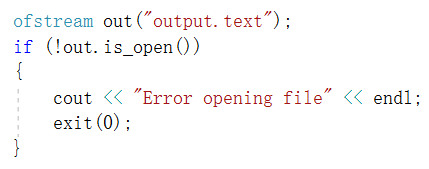 ofstream out("output.text");
if (!out.is_open())
{
    cout << "Error opening file" << endl;
    exit(0);
}